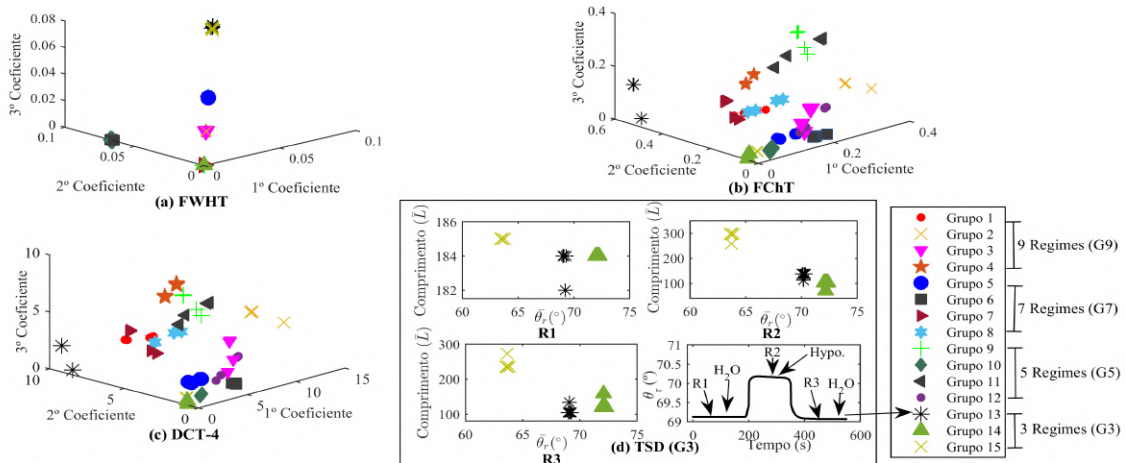 0.08
0.06
0.04
0.02
0
3º Coeficiente
0.1
0.05
0 0
0.05
0.1
2º Coeficiente
1º Coeficiente
(a) FWHT
0.4
0.2
0
3º Coeficiente
0.6
0.4
0.2
0
0
0.2
0.4
2º Coeficiente
1º Coeficiente
(b) FChT
10
5
0
3º Coeficiente
10
5
0 0
5
10
15
2º Coeficiente
1º Coeficiente
(c) DCT-4
Comprimento (L̄)
186
184
182
60 65 70 75
θ̄r(°)
R1
Comprimento (L̄)
300
200
100
60 65 70 75
θ̄r(°)
R2
Comprimento (L̄)
300
200
100
60 65 70 75
θ̄r(°)
R3
θr (º)
71
70.5
70
69.5
69
R1
H2O
R2
Hypo.
R3
H2O
0 200 400 600
Tempo (s)
(d) TSD (G3)
Grupo 1
Grupo 2
Grupo 3
Grupo 4
9 Regimes (G9)
Grupo 5
Grupo 6
Grupo 7
Grupo 8
7 Regimes (G7)
Grupo 9
Grupo 10
Grupo 11
Grupo 12
5 Regimes (G5)
Grupo 13
Grupo 14
Grupo 15
3 Regimes (G3)